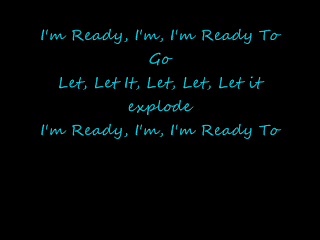 I'm Ready, I'm, I'm Ready To
Go
Let, Let It, Let, Let, Let it
explode
I'm Ready, I'm, I'm Ready To